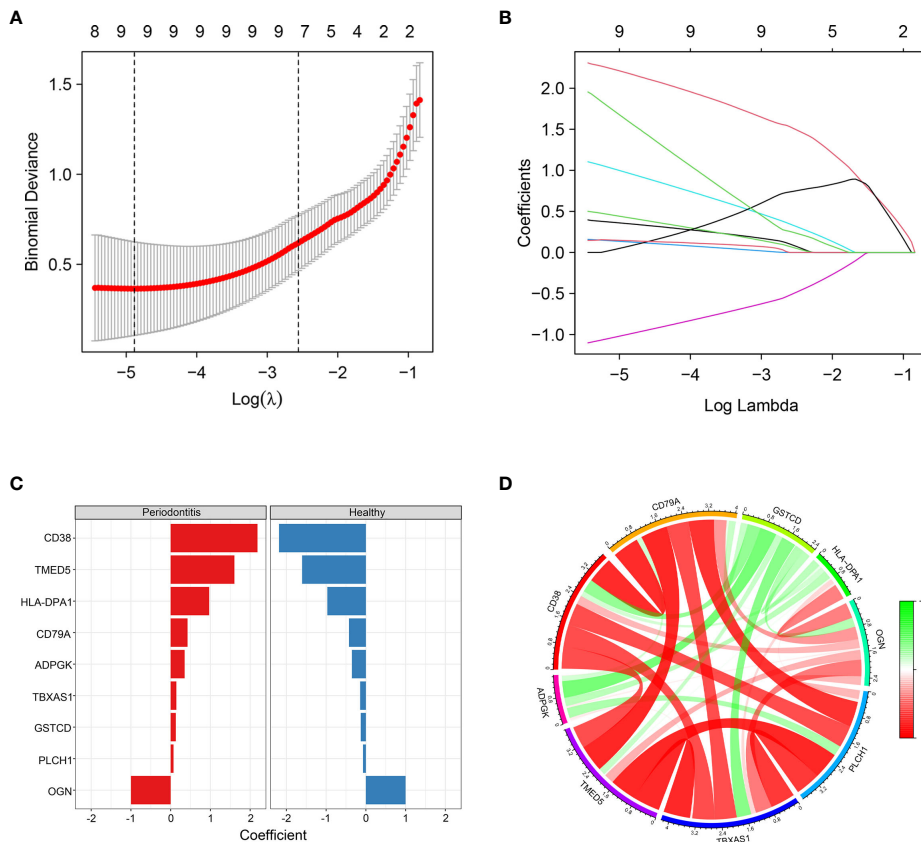 A
8 9 9 9 9 9 9 7 5 4 2 2
1.5
1.0
0.5
Binomial Deviance
−5 −4 −3 −2 −1
Log(λ)
B
9 9 9 5 2
2.0
1.5
1.0
0.5
0.0
−0.5
−1.0
Coefficients
−5 −4 −3 −2 −1
Log Lambda
C
Periodontitis Healthy
CD38
TMED5
HLA-DPA1
CD79A
ADPGK
TBXAS1
GSTCD
PLCH1
OGN
-2 -1 0 1 2 -2 -1 0 1 2
Coefficient
D
CD79A
GSTCD
HLA−DPA1
OGN
PLCH1
TBXAS1
TMED5
ADPGK
CD38